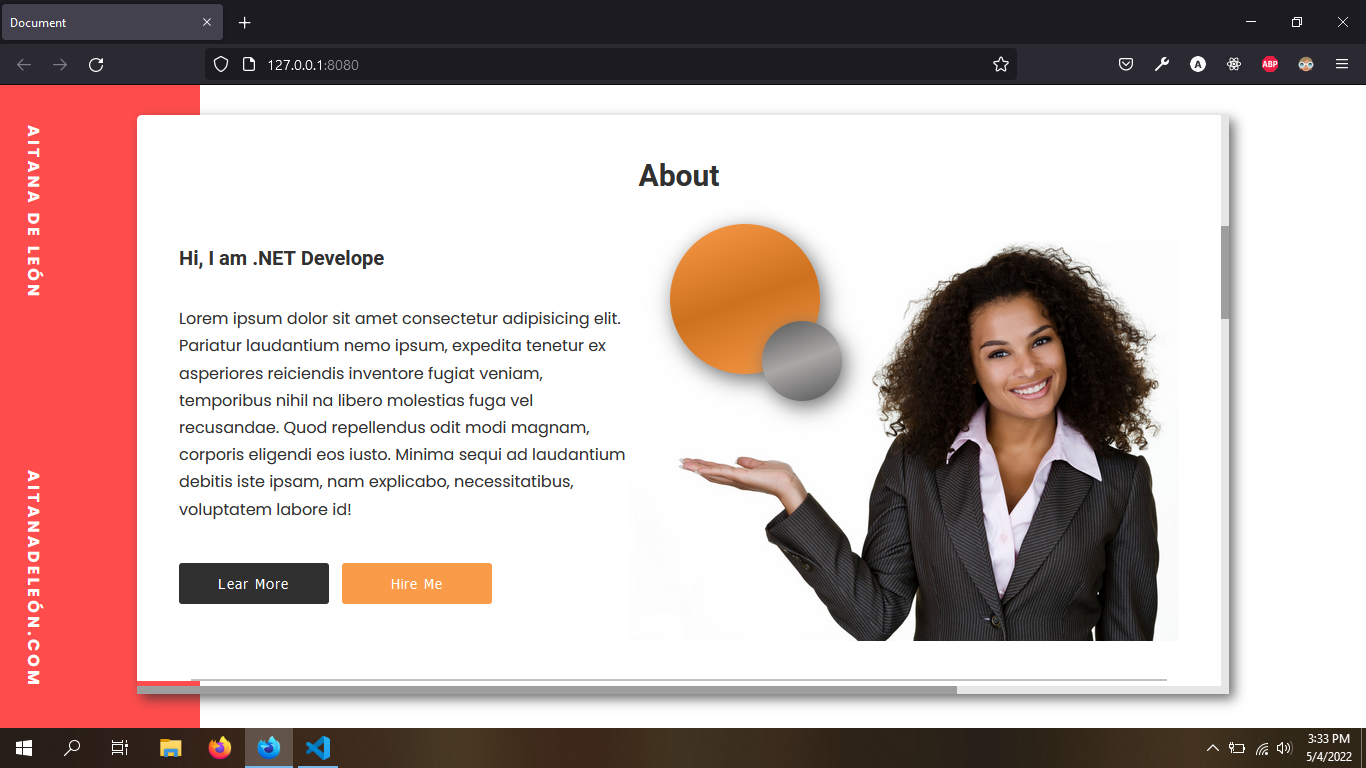 Document
127.0.0.1:8080
A
ABP
AITANA DE LEÓN
AITANADELEÓN.COM
About
Hi, I am .NET Develope
Lorem ipsum dolor sit amet consectetur adipisicing elit.
Pariatur laudantium nemo ipsum, expedita tenetur ex
asperiores reiciendis inventore fugiat veniam,
temporibus nihil na libero molestias fuga vel
recusandae. Quod repellendus odit modi magnam,
corporis eligendi eos iusto. Minima sequi ad laudantium
debitis iste ipsam, nam explicabo, necessitatibus,
voluptatem labore id!
Lear More
Hire Me
3:33 PM
5/4/2022